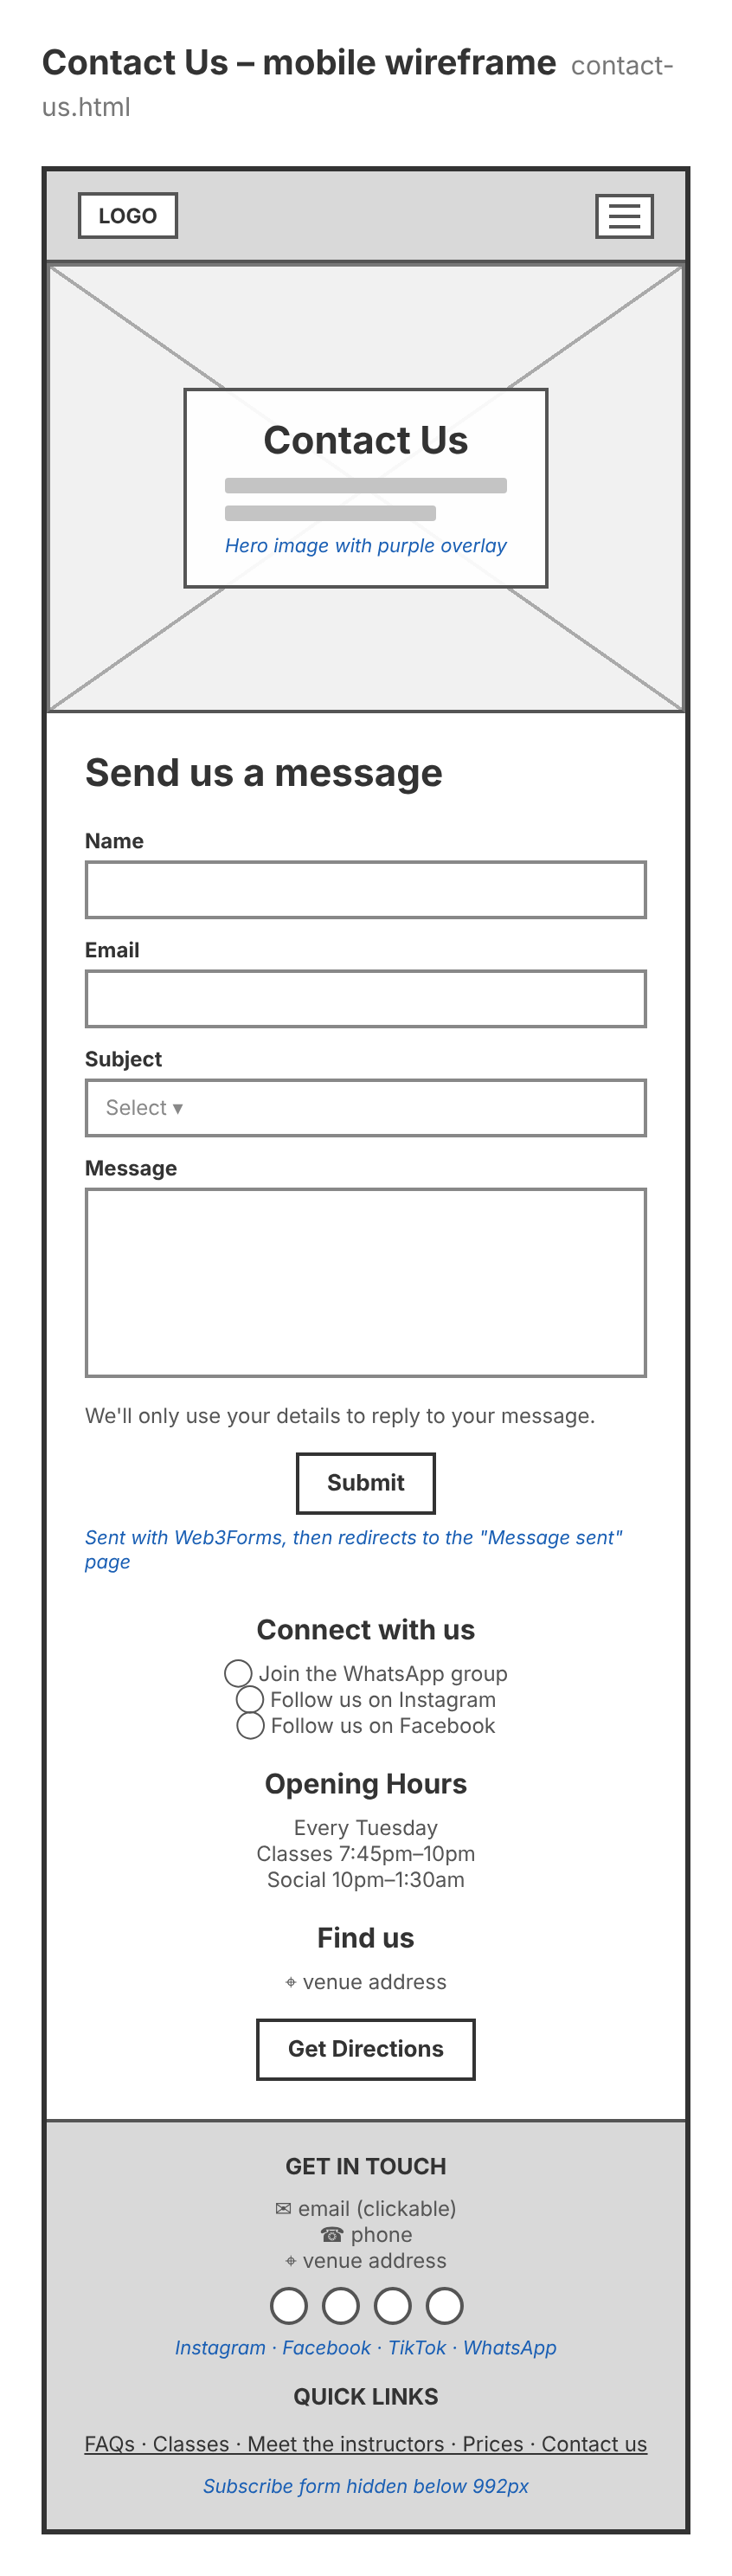 Contact Us – mobile wireframe contact-
us.html
LOGO
Contact Us
Hero image with purple overlay
Send us a message
Name
Email
Subject
Select ▾
Message
We'll only use your details to reply to your message.
Submit
Sent with Web3Forms, then redirects to the "Message sent"
page
Connect with us
Join the WhatsApp group
Follow us on Instagram
Follow us on Facebook
Opening Hours
Every Tuesday
Classes 7:45pm–10pm
Social 10pm–1:30am
Find us
⌖ venue address
Get Directions
GET IN TOUCH
✉ email (clickable)
☎ phone
⌖ venue address
Instagram · Facebook · TikTok · WhatsApp
QUICK LINKS
FAQs · Classes · Meet the instructors · Prices · Contact us
Subscribe form hidden below 992px